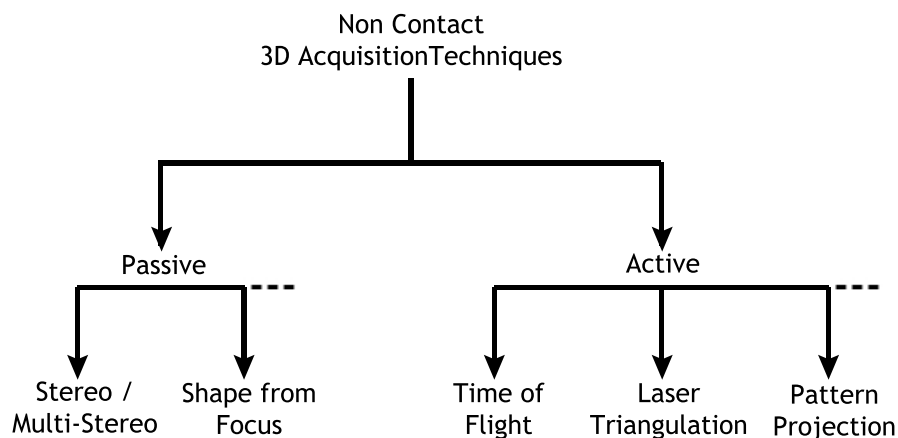 Non Contact
3D AcquisitionTechniques
Passive
Active
Stereo /
Multi-Stereo
Shape from
Focus
Time of
Flight
Laser
Triangulation
Pattern
Projection